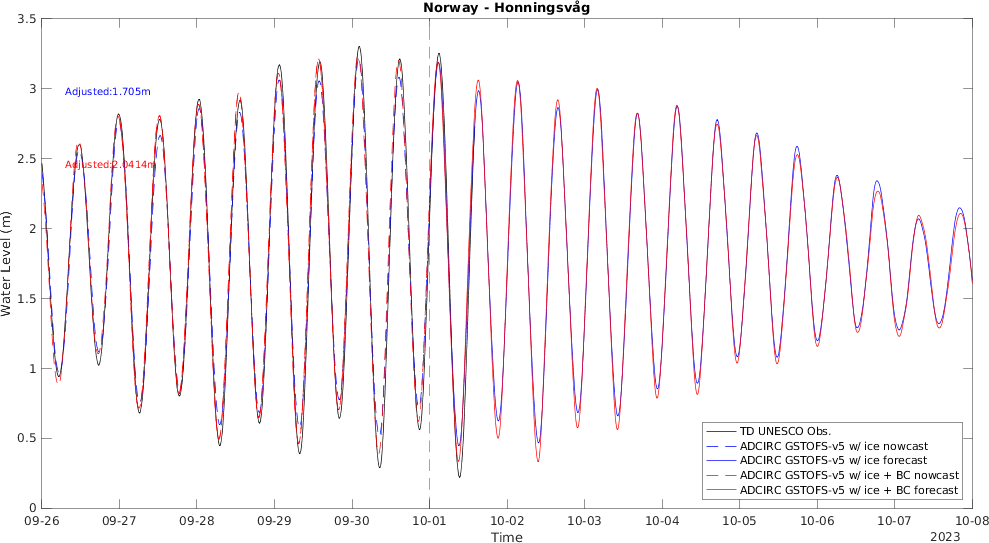 Norway - Honningsvåg
3.5
3
2.5
2
1.5
1
0.5
0
Water Level (m)
Adjusted:1.705m
Adjusted:2.0414m
TD UNESCO Obs.
ADCIRC GSTOFS-v5 w/ ice nowcast
ADCIRC GSTOFS-v5 w/ ice forecast
ADCIRC GSTOFS-v5 w/ ice + BC nowcast
ADCIRC GSTOFS-v5 w/ ice + BC forecast
09-26 09-27 09-28 09-29 09-30 10-01 10-02 10-03 10-04 10-05 10-06 10-07 10-08
Time
2023